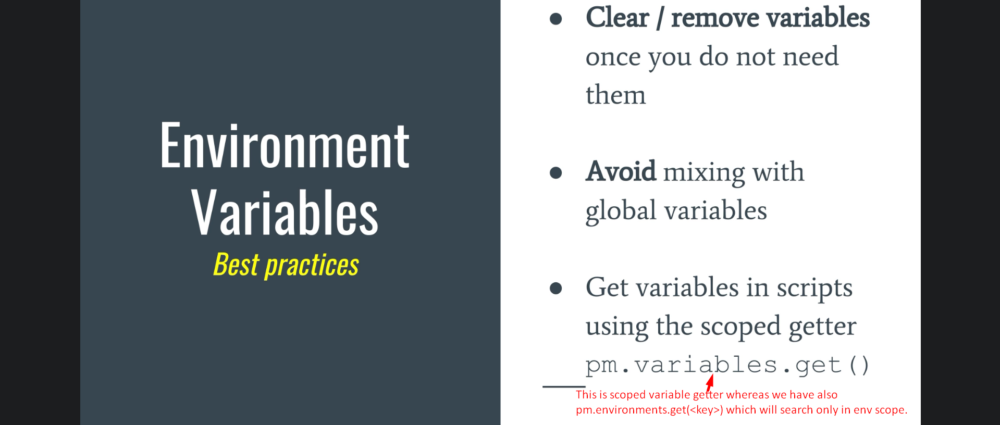 Environment
Variables
Best practices
● Clear / remove variables
once you do not need
them
● Avoid mixing with
global variables
● Get variables in scripts
using the scoped getter
pm.variables.get()
This is scoped variable getter whereas we have also
pm.environments.get(<key>) which will search only in env scope.